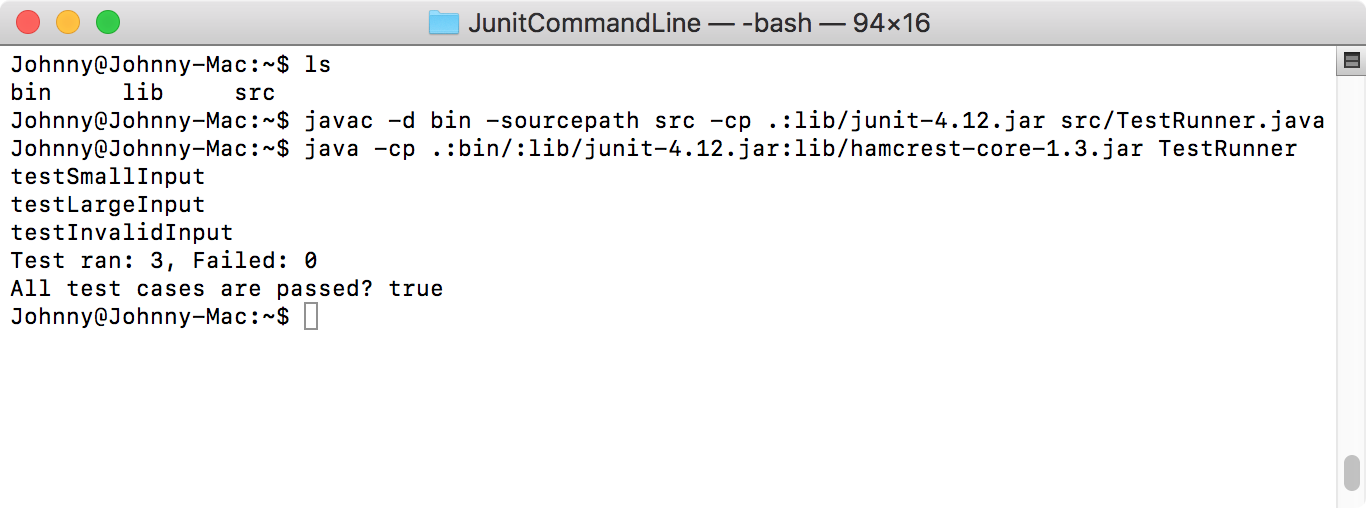 JunitCommandLine — -bash — 94×16
Johnny@Johnny-Mac:~$ ls
bin     lib     src
Johnny@Johnny-Mac:~$ javac -d bin -sourcepath src -cp .:lib/junit-4.12.jar src/TestRunner.java
Johnny@Johnny-Mac:~$ java -cp .:bin/:lib/junit-4.12.jar:lib/hamcrest-core-1.3.jar TestRunner
testSmallInput
testLargeInput
testInvalidInput
Test ran: 3, Failed: 0
All test cases are passed? true
Johnny@Johnny-Mac:~$